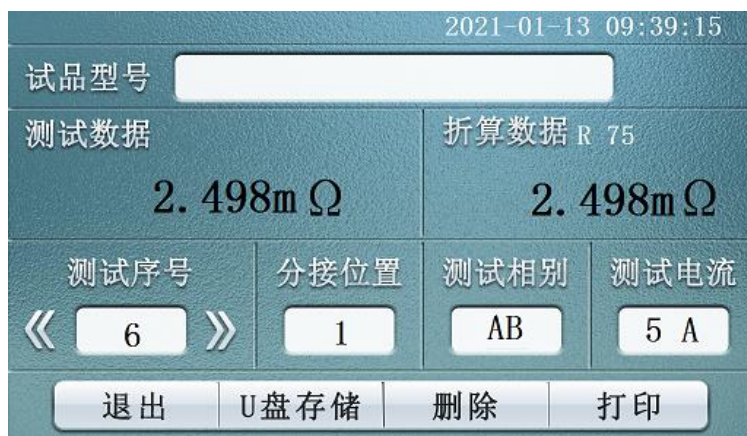 2021-01-13 09:39:15
试品型号
测试数据
折算数据 R 75
2.498mΩ
2.498mΩ
测试序号 分接位置 测试相别 测试电流
《 6 》 1 AB 5 A
退出 U盘存储 删除 打印